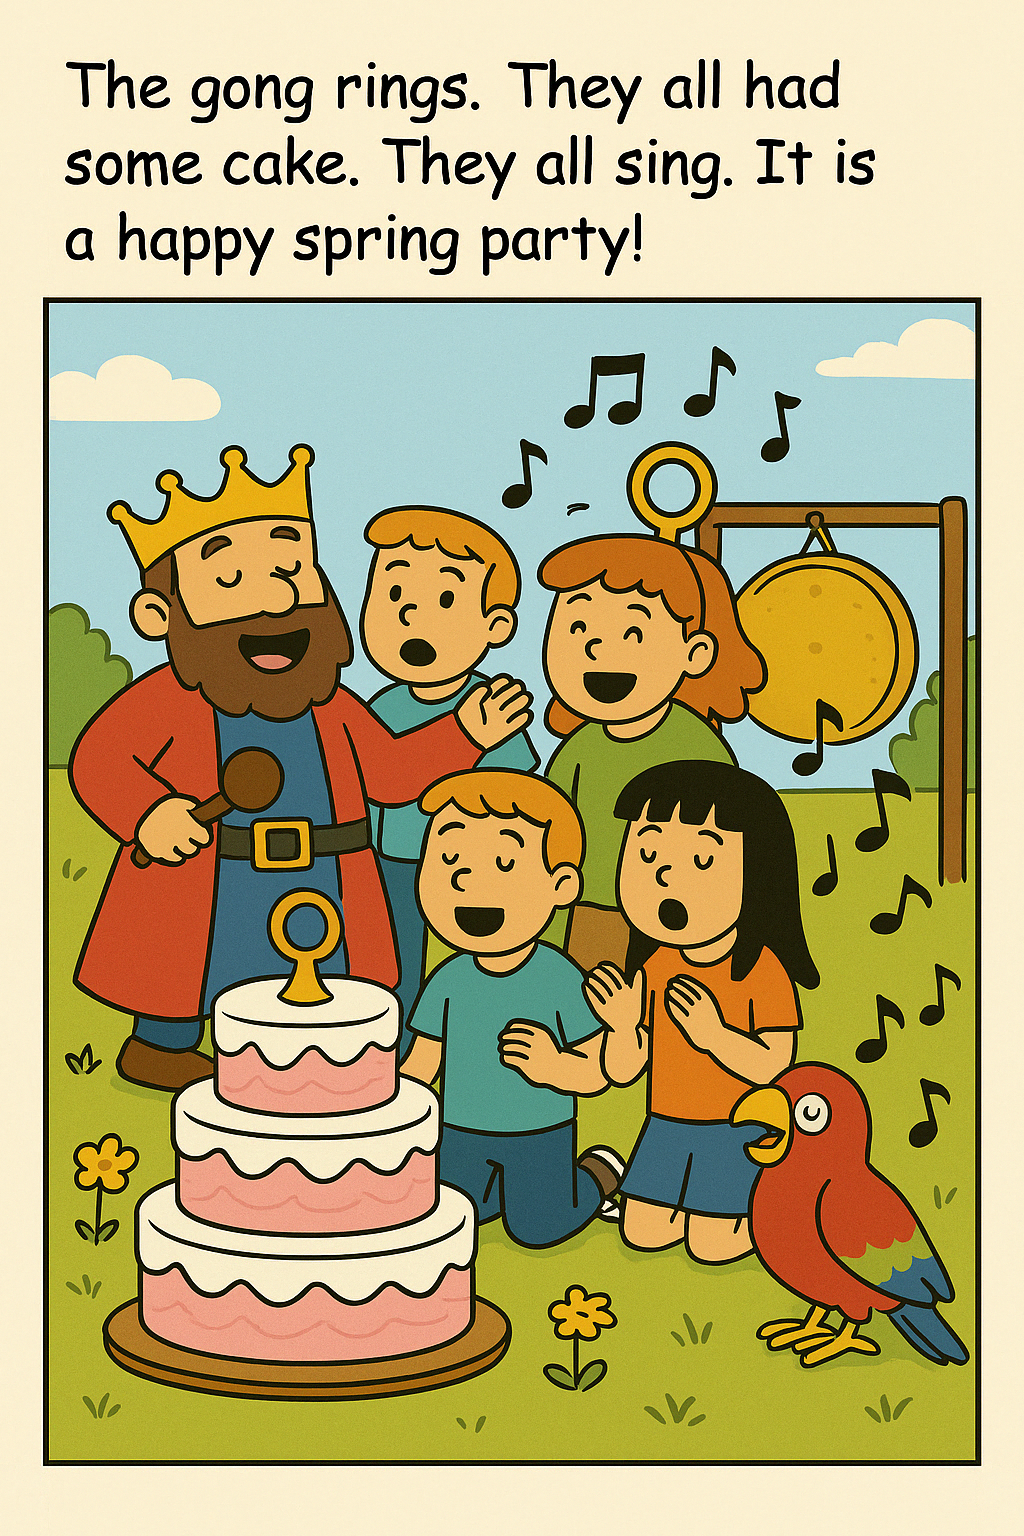 The gong rings. They all had
some cake. They all sing. It is
a happy spring party!